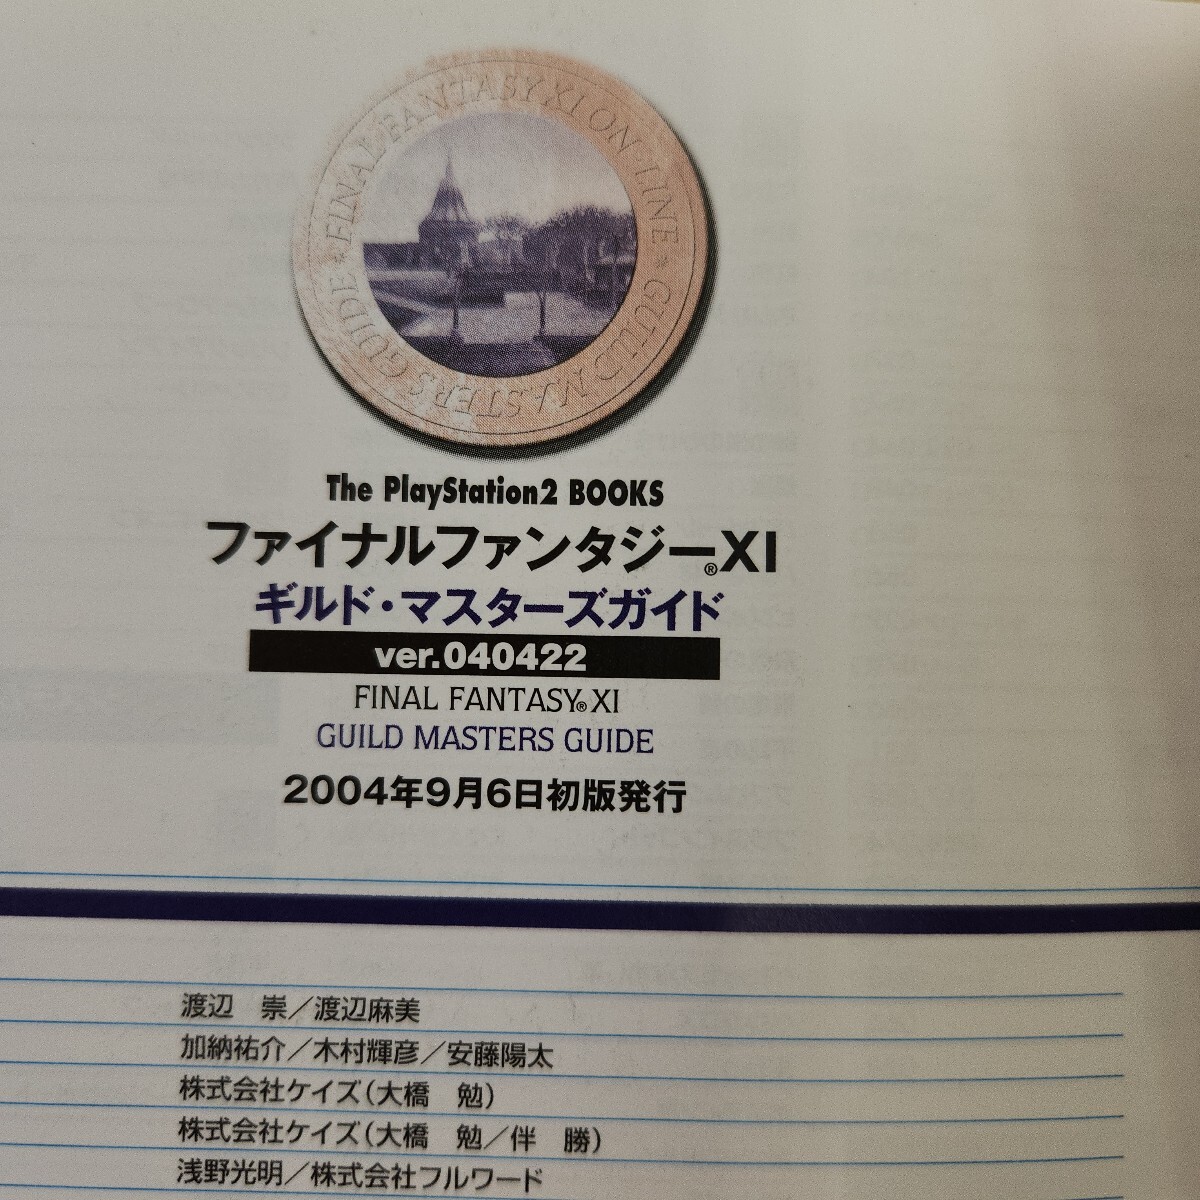 FINAL FANTASY XI ON-LINE
GUILD MASTERS GUIDE
The PlayStation2 BOOKS
ファイナルファンタジー®XI
ギルド・マスターズガイド
ver.040422
FINAL FANTASY®XI
GUILD MASTERS GUIDE
2004年9月6日初版発行
渡辺　崇／渡辺麻美
加納祐介／木村輝彦／安藤陽太
株式会社ケイズ(大橋　勉)
株式会社ケイズ(大橋　勉／伴　勝)
浅野光明／株式会社フルワード